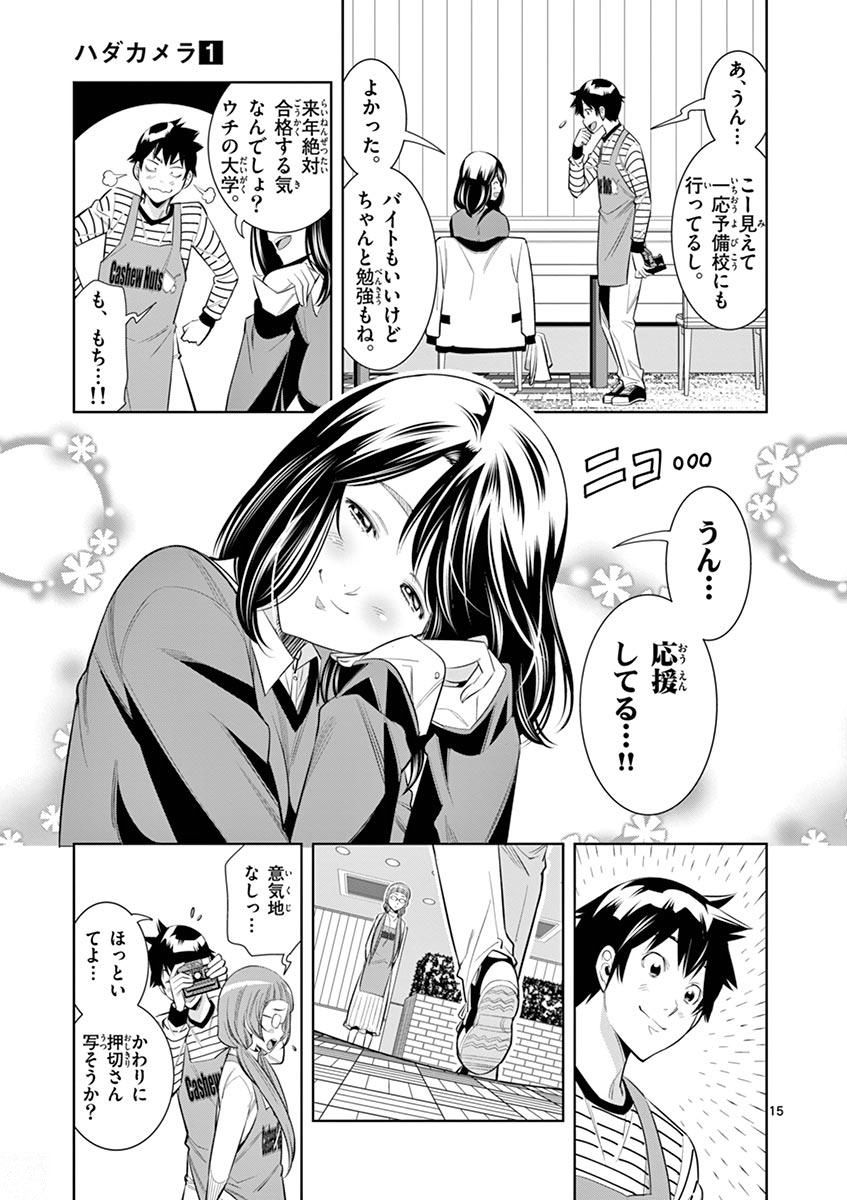 ハダカメラ1
あ、うん…
こー見えて
一応予備校にも
行ってるし。
よかった。
バイトもいいけど
ちゃんと勉強もね。
来年絶対
合格する気
なんでしょ？
ウチの大学。
Cashew Nuts
も、もち…!!
ニコ…
うん…
応援
してる…!!
意気地
なしっ…
ほっとい
てよ…
かわりに
押切さん
写そうか？
Cashew Nuts
15